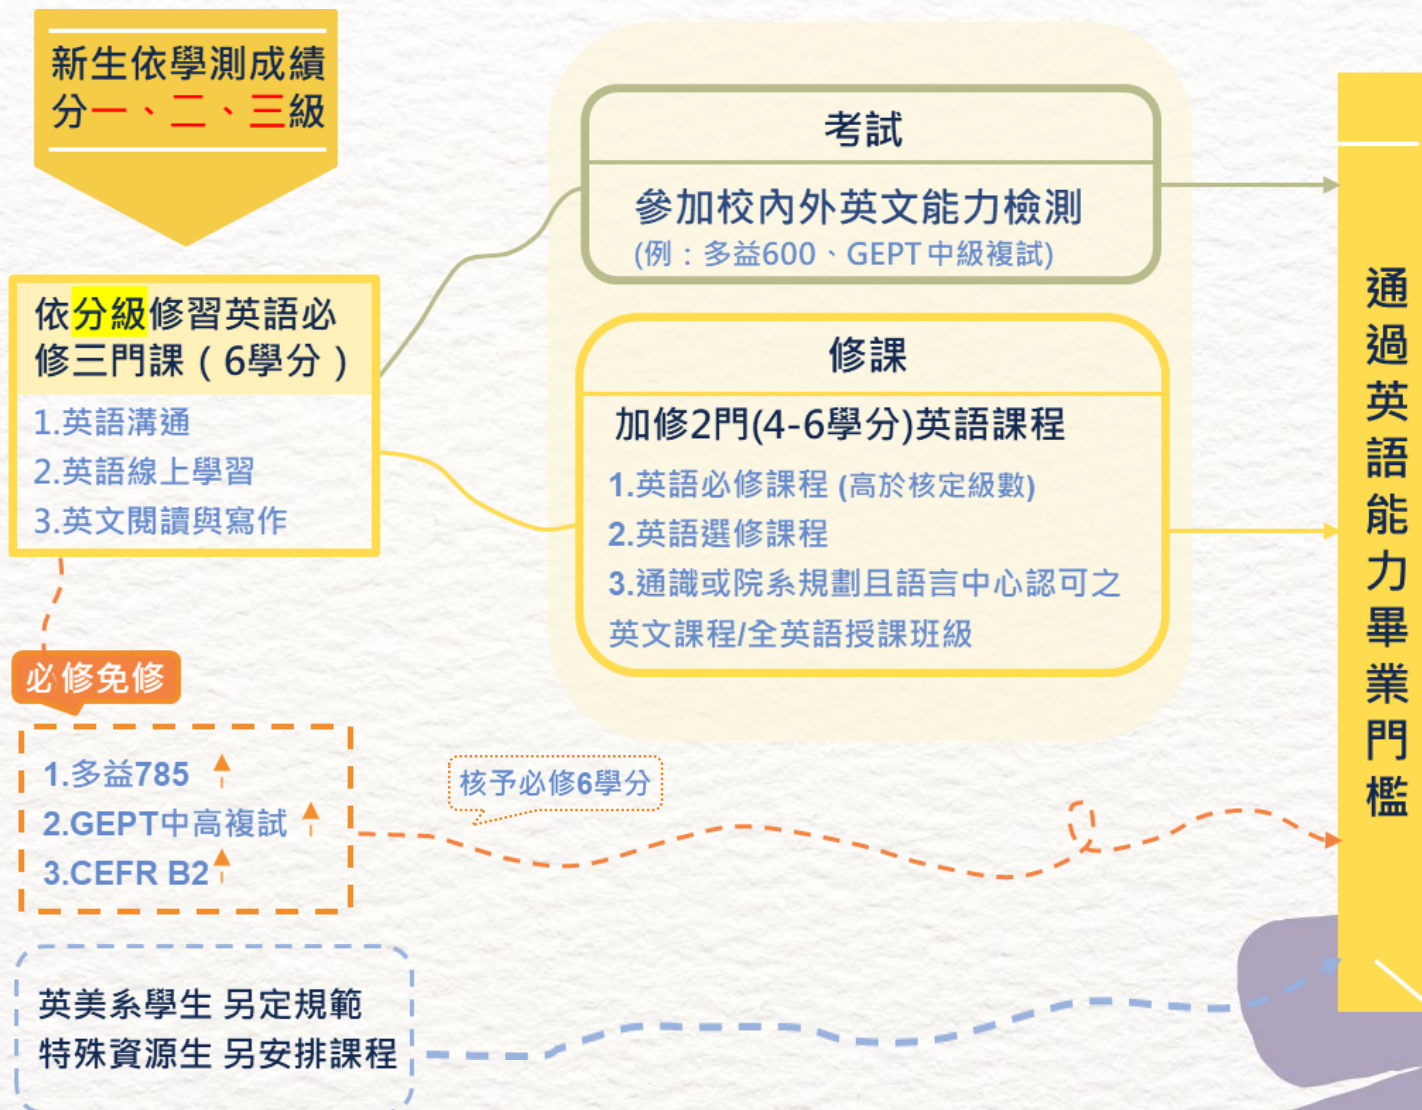 新生依學測成績
分一、二、三級
依分級修習英語必
修三門課(6學分)
1.英語溝通
2.英語線上學習
3.英文閱讀與寫作
必修免修
1.多益785
2.GEPT中高複試
3.CEFR B2
英美系學生 另定規範
特殊資源生 另安排課程
考試
參加校內外英文能力檢測
(例：多益600、GEPT中級複試)
修課
加修2門(4-6學分)英語課程
1.英語必修課程 (高於核定級數)
2.英語選修課程
3.通識或院系規劃且語言中心認可之
英文課程/全英語授課班級
核予必修6學分
通過英語能力畢業門檻